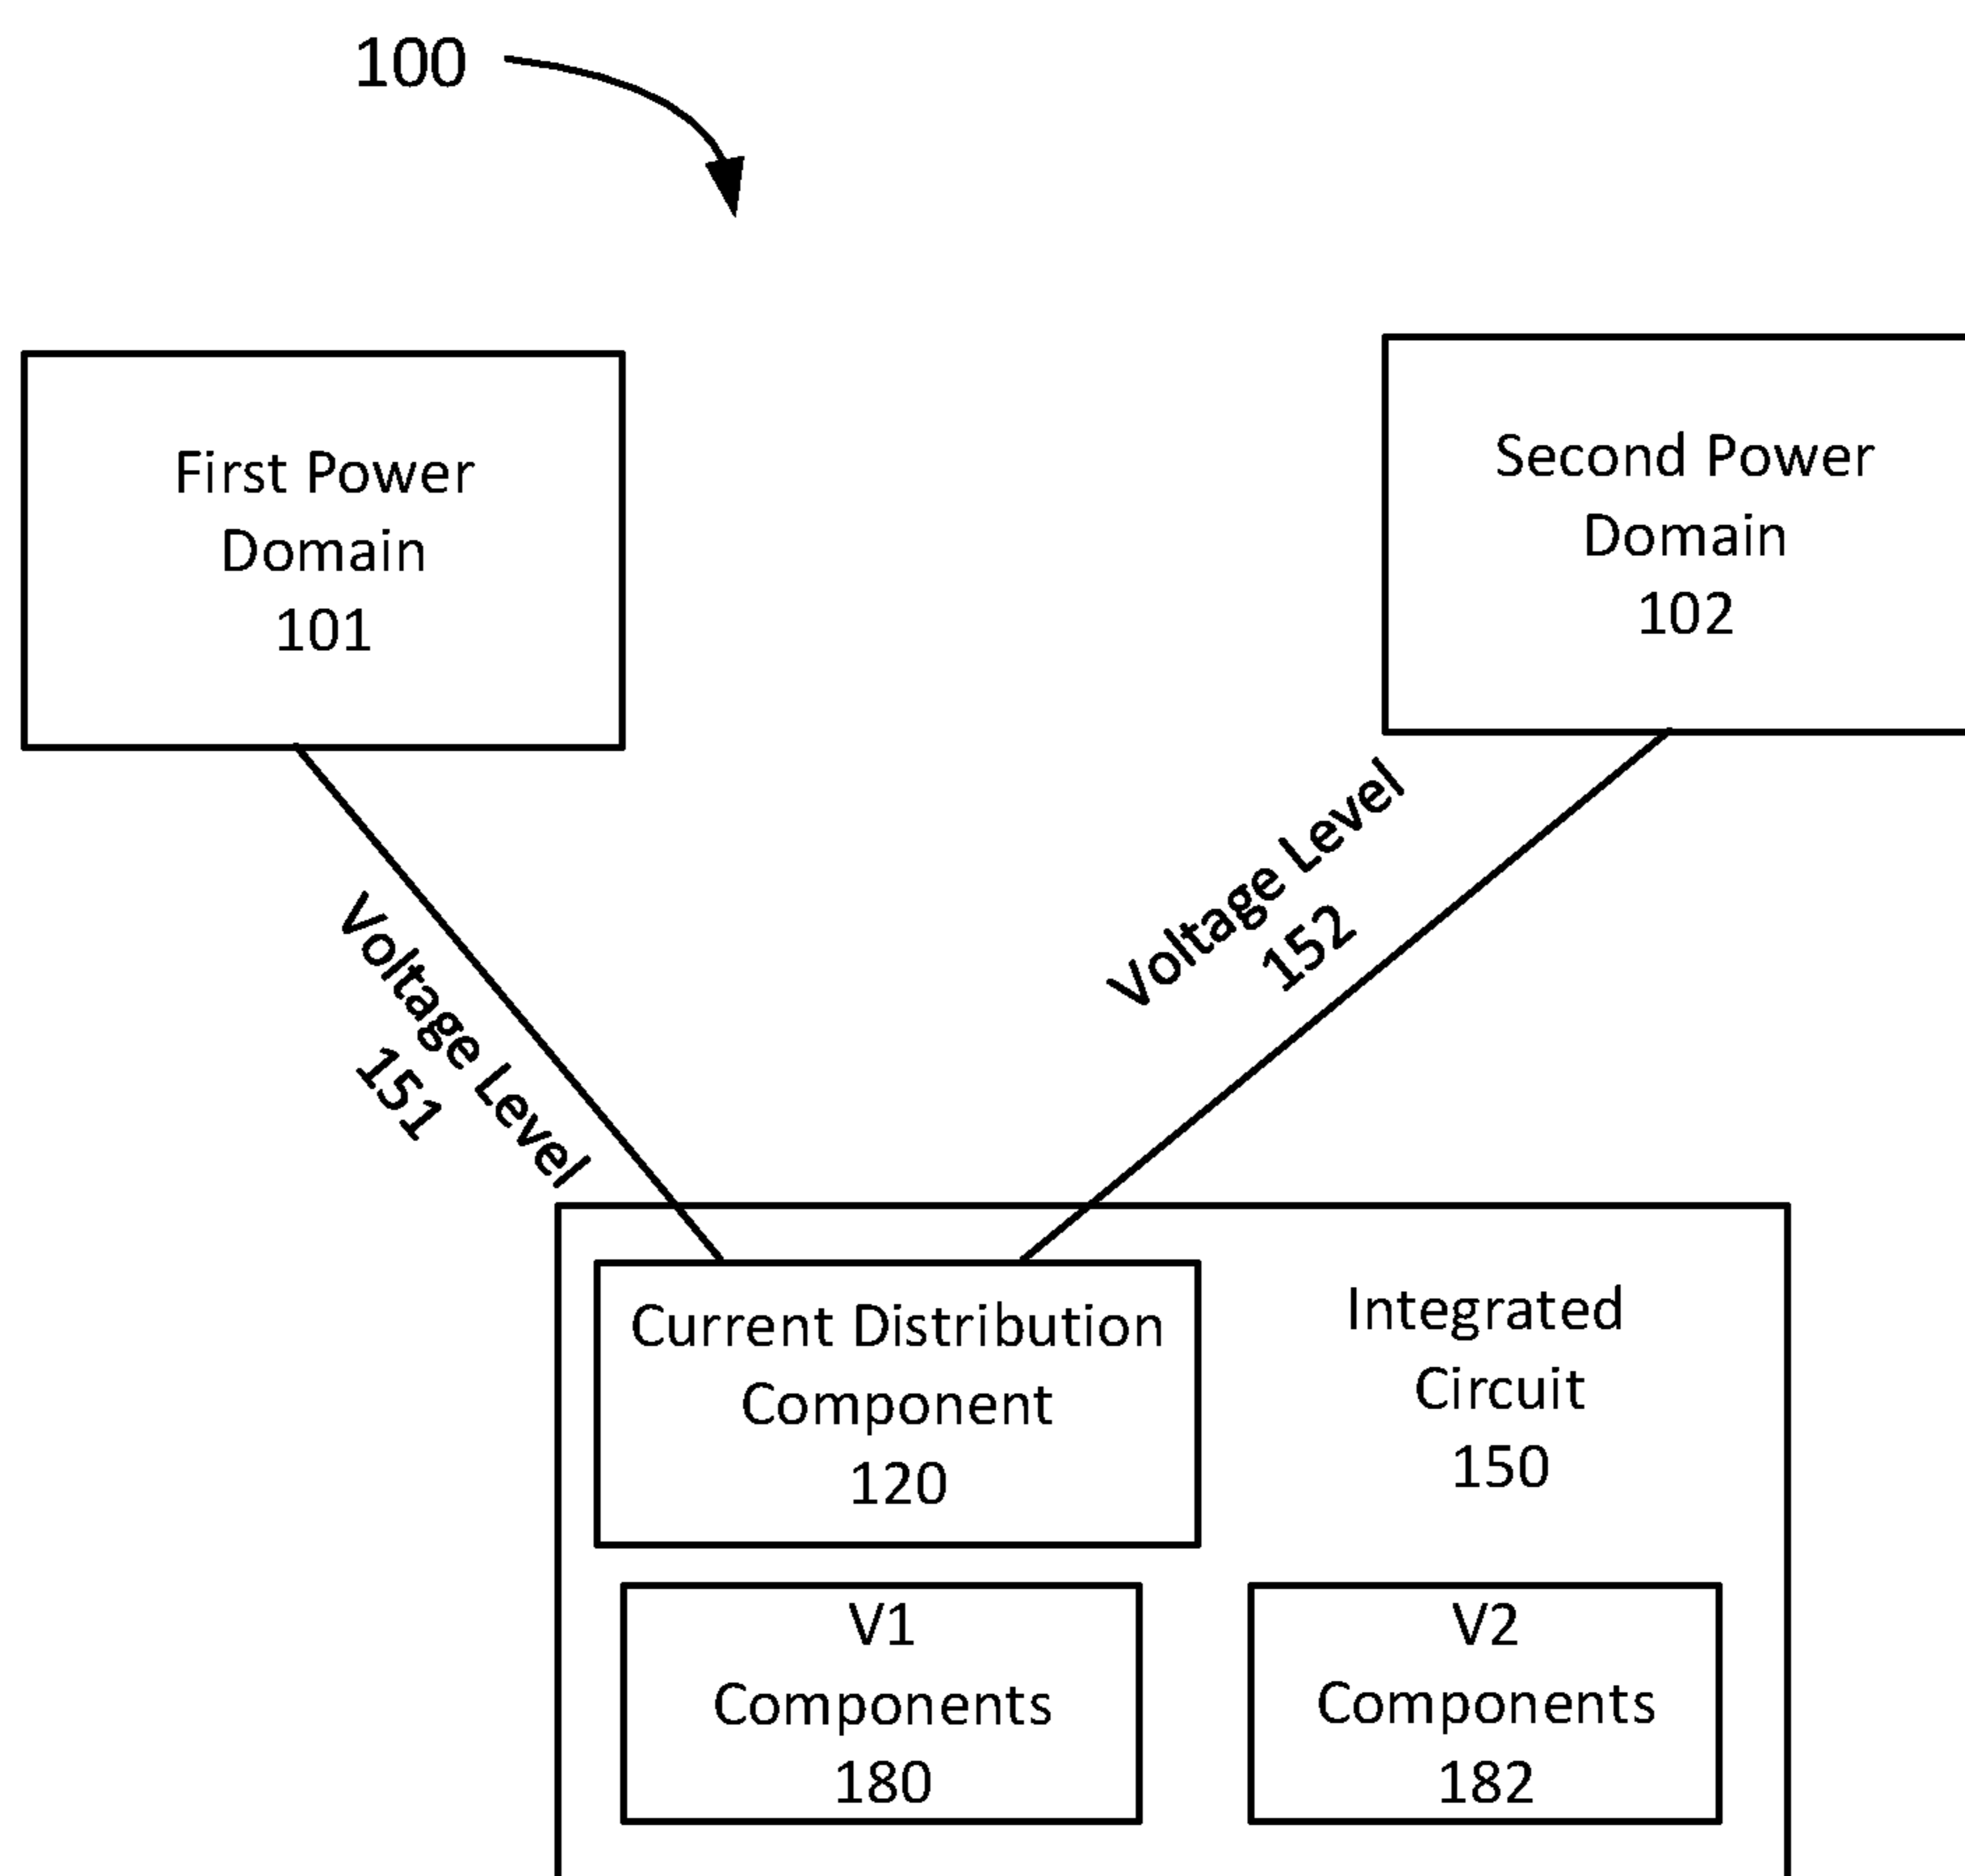 100
First Power
Domain
101
Second Power
Domain
102
Voltage Level
151
Voltage Level
152
Current Distribution
Component
120
Integrated
Circuit
150
V1
Components
180
V2
Components
182